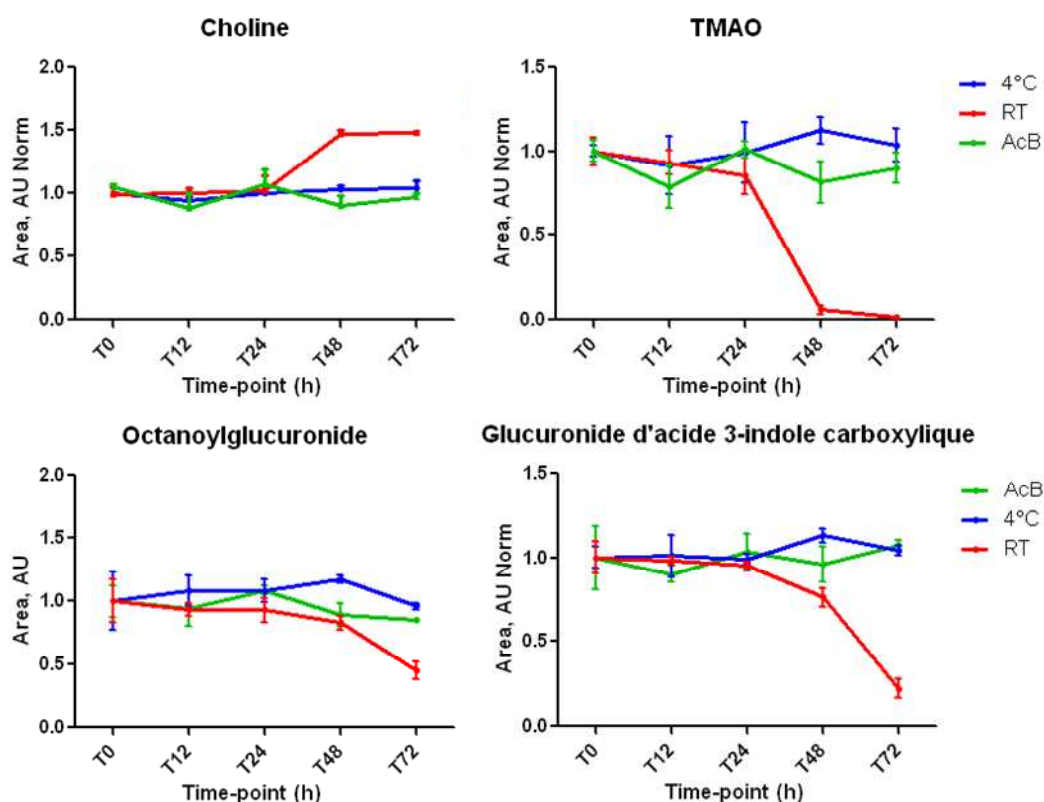 Choline
Area, AU Norm
2.0
1.5
1.0
0.5
0.0
T0
T12
T24
T48
T72
Time-point (h)
TMAO
Area, AU Norm
1.5
1.0
0.5
0.0
T0
T12
T24
T48
T72
Time-point (h)
4°C
RT
AcB
Octanoylglucuronide
Area, AU
2.0
1.5
1.0
0.5
0.0
T0
T12
T24
T48
T72
Time-point (h)
Glucuronide d'acide 3-indole carboxylique
Area, AU Norm
1.5
1.0
0.5
0.0
T0
T12
T24
T48
T72
Time-point (h)
AcB
4°C
RT